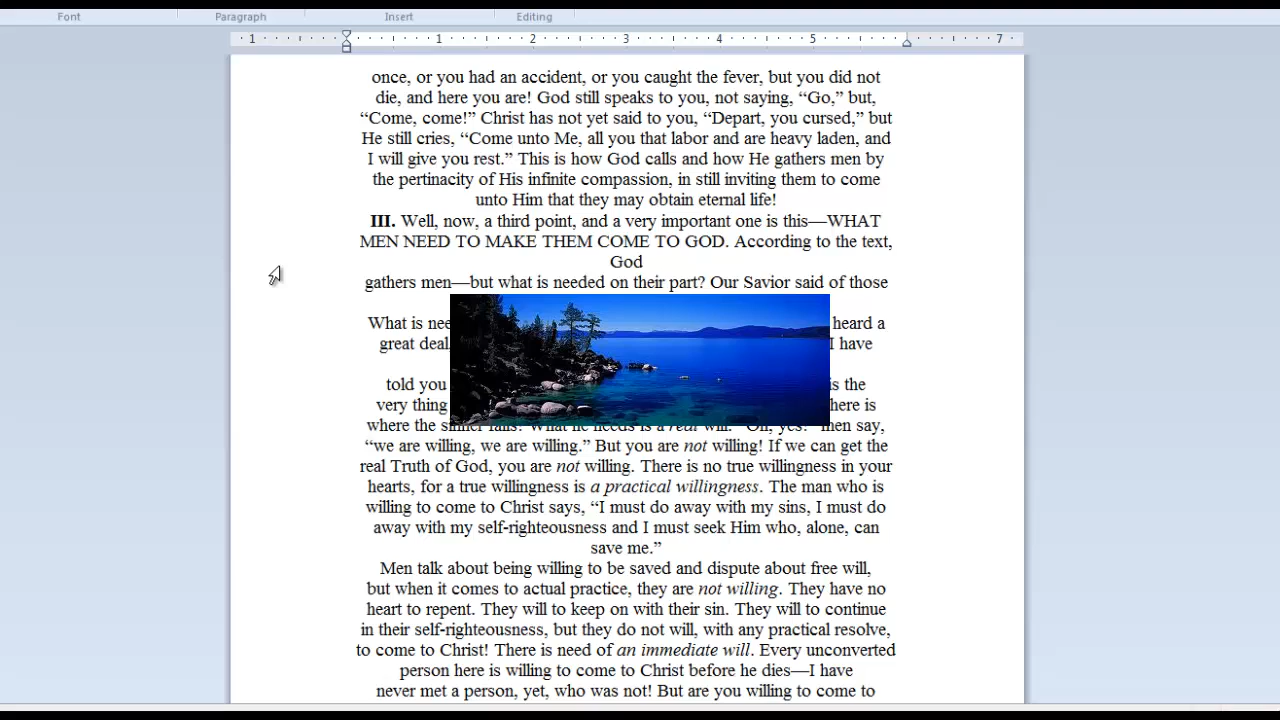 Font Paragraph Insert Editing
1 1 2 3 4 5 7
once, or you had an accident, or you caught the fever, but you did not
die, and here you are! God still speaks to you, not saying, “Go,” but,
“Come, come!” Christ has not yet said to you, “Depart, you cursed,” but
He still cries, “Come unto Me, all you that labor and are heavy laden, and
I will give you rest.” This is how God calls and how He gathers men by
the pertinacity of His infinite compassion, in still inviting them to come
unto Him that they may obtain eternal life!
III. Well, now, a third point, and a very important one is this—WHAT
MEN NEED TO MAKE THEM COME TO GOD. According to the text,
God
gathers men—but what is needed on their part? Our Savior said of those
What is heard a
great deal, I have
told you is the
very thing
where the a real men say,
“we are willing, we are willing.” But you are not willing! If we can get the
real Truth of God, you are not willing. There is no true willingness in your
hearts, for a true willingness is a practical willingness. The man who is
willing to come to Christ says, “I must do away with my sins, I must do
away with my self-righteousness and I must seek Him who, alone, can
save me.”
Men talk about being willing to be saved and dispute about free will,
but when it comes to actual practice, they are not willing. They have no
heart to repent. They will to keep on with their sin. They will to continue
in their self-righteousness, but they do not will, with any practical resolve,
to come to Christ! There is need of an immediate will. Every unconverted
person here is willing to come to Christ before he dies—I have
never met a person, yet, who was not! But are you willing to come to